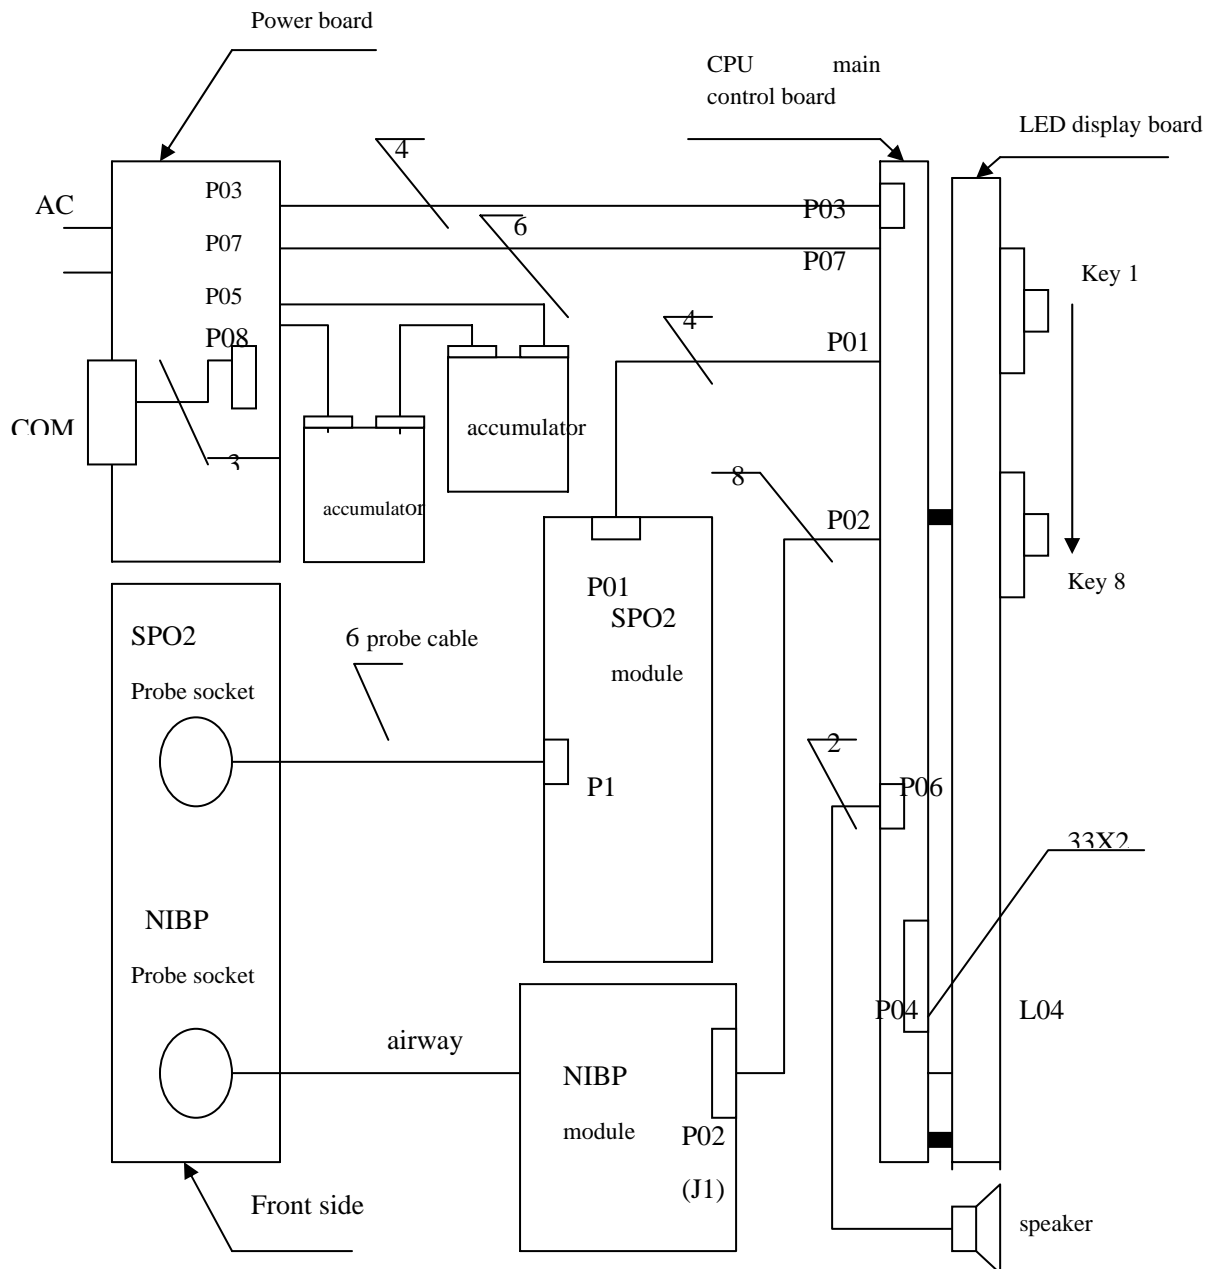 Power board
CPU main
control board
LED display board
4
AC
P03
P03
6
P07
P07
Key 1
P05
P08
4
P01
COM
accumulator
3
8
accumulator
P02
Key 8
P01
SPO2
SPO2
6 probe cable
module
Probe socket
2
P1
P06
33X2
NIBP
Probe socket
P04
L04
airway
NIBP
module
P02
(J1)
Front side
speaker